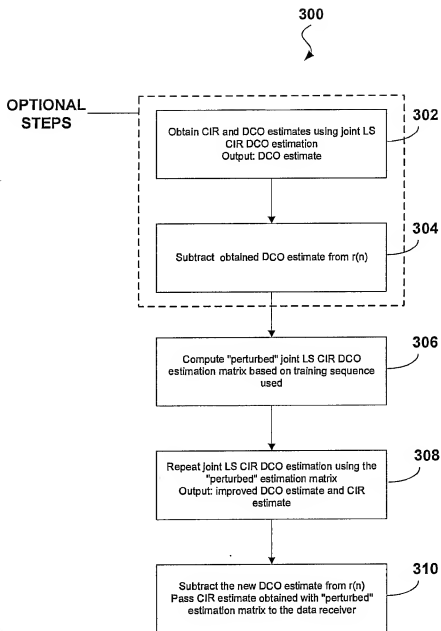 300
OPTIONAL
STEPS
302
Obtain CIR and DCO estimates using joint LS
CIR DCO estimation
Output: DCO estimate
304
Subtract obtained DCO estimate from r(n)
306
Compute "perturbed" joint LS CIR DCO
estimation matrix based on training sequence
used
308
Repeat joint LS CIR DCO estimation using the
"perturbed" estimation matrix
Output: improved DCO estimate and CIR
estimate
310
Subtract the new DCO estimate from r(n)
Pass CIR estimate obtained with "perturbed"
estimation matrix to the data receiver